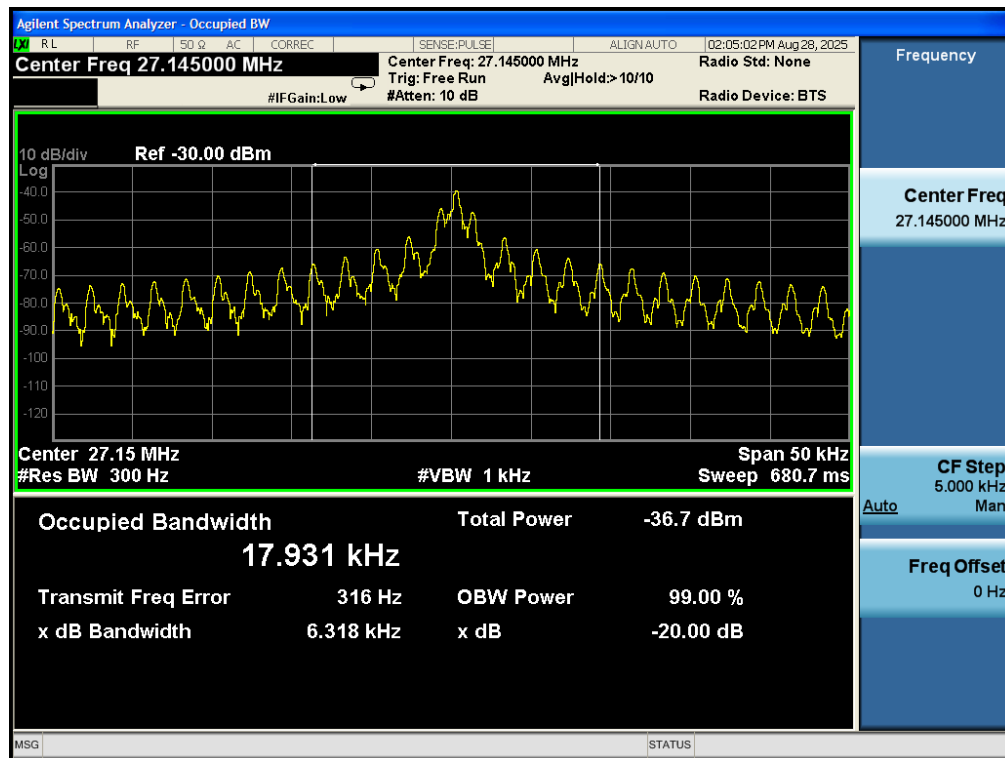 Agilent Spectrum Analyzer - Occupied BW
LXI RL RF 50 Ω AC CORREC SENSE:PULSE ALIGN AUTO 02:05:02 PM Aug 28, 2025
Center Freq 27.145000 MHz
Center Freq: 27.145000 MHz Radio Std: None
Trig: Free Run Avg|Hold:>10/10
#IFGain:Low #Atten: 10 dB Radio Device: BTS
10 dB/div Ref -30.00 dBm
Log
-40.0
-50.0
-60.0
-70.0
-80.0
-90.0
-100
-110
-120
Center 27.15 MHz Span 50 kHz
#Res BW 300 Hz #VBW 1 kHz Sweep 680.7 ms
Occupied Bandwidth Total Power -36.7 dBm
17.931 kHz
Transmit Freq Error 316 Hz OBW Power 99.00 %
x dB Bandwidth 6.318 kHz x dB -20.00 dB
Frequency
Center Freq
27.145000 MHz
CF Step
5.000 kHz
Auto Man
Freq Offset
0 Hz
MSG STATUS